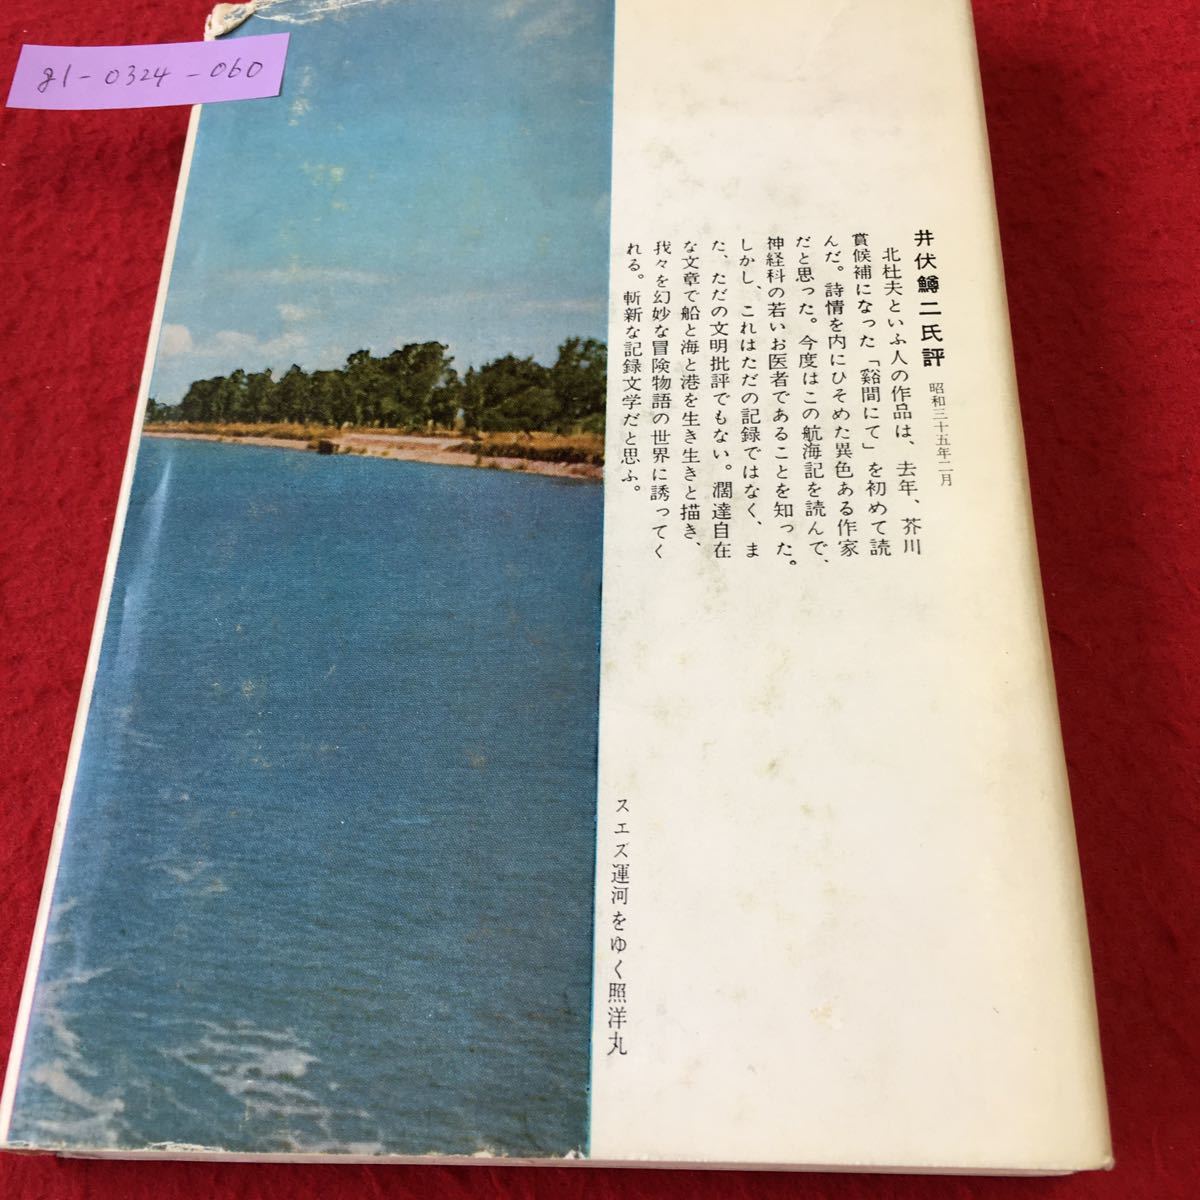 g1-0324-060
井伏鱒二氏評 昭和三十五年二月
北杜夫といふ人の作品は、去年、芥川
賞候補になった「谿間にて」を初めて読
んだ。詩情を内にひそめた異色ある作家
だと思った。今度はこの航海記を読んで、
神経科の若いお医者であることを知った。
しかし、これはただの記録ではなく、ま
た、ただの文明批評でもない。濶達自在
な文章で船と海と港を生き生きと描き、
我々を幻妙な冒険物語の世界に誘ってく
れる。斬新な記録文学だと思ふ。
スエズ運河をゆく照洋丸